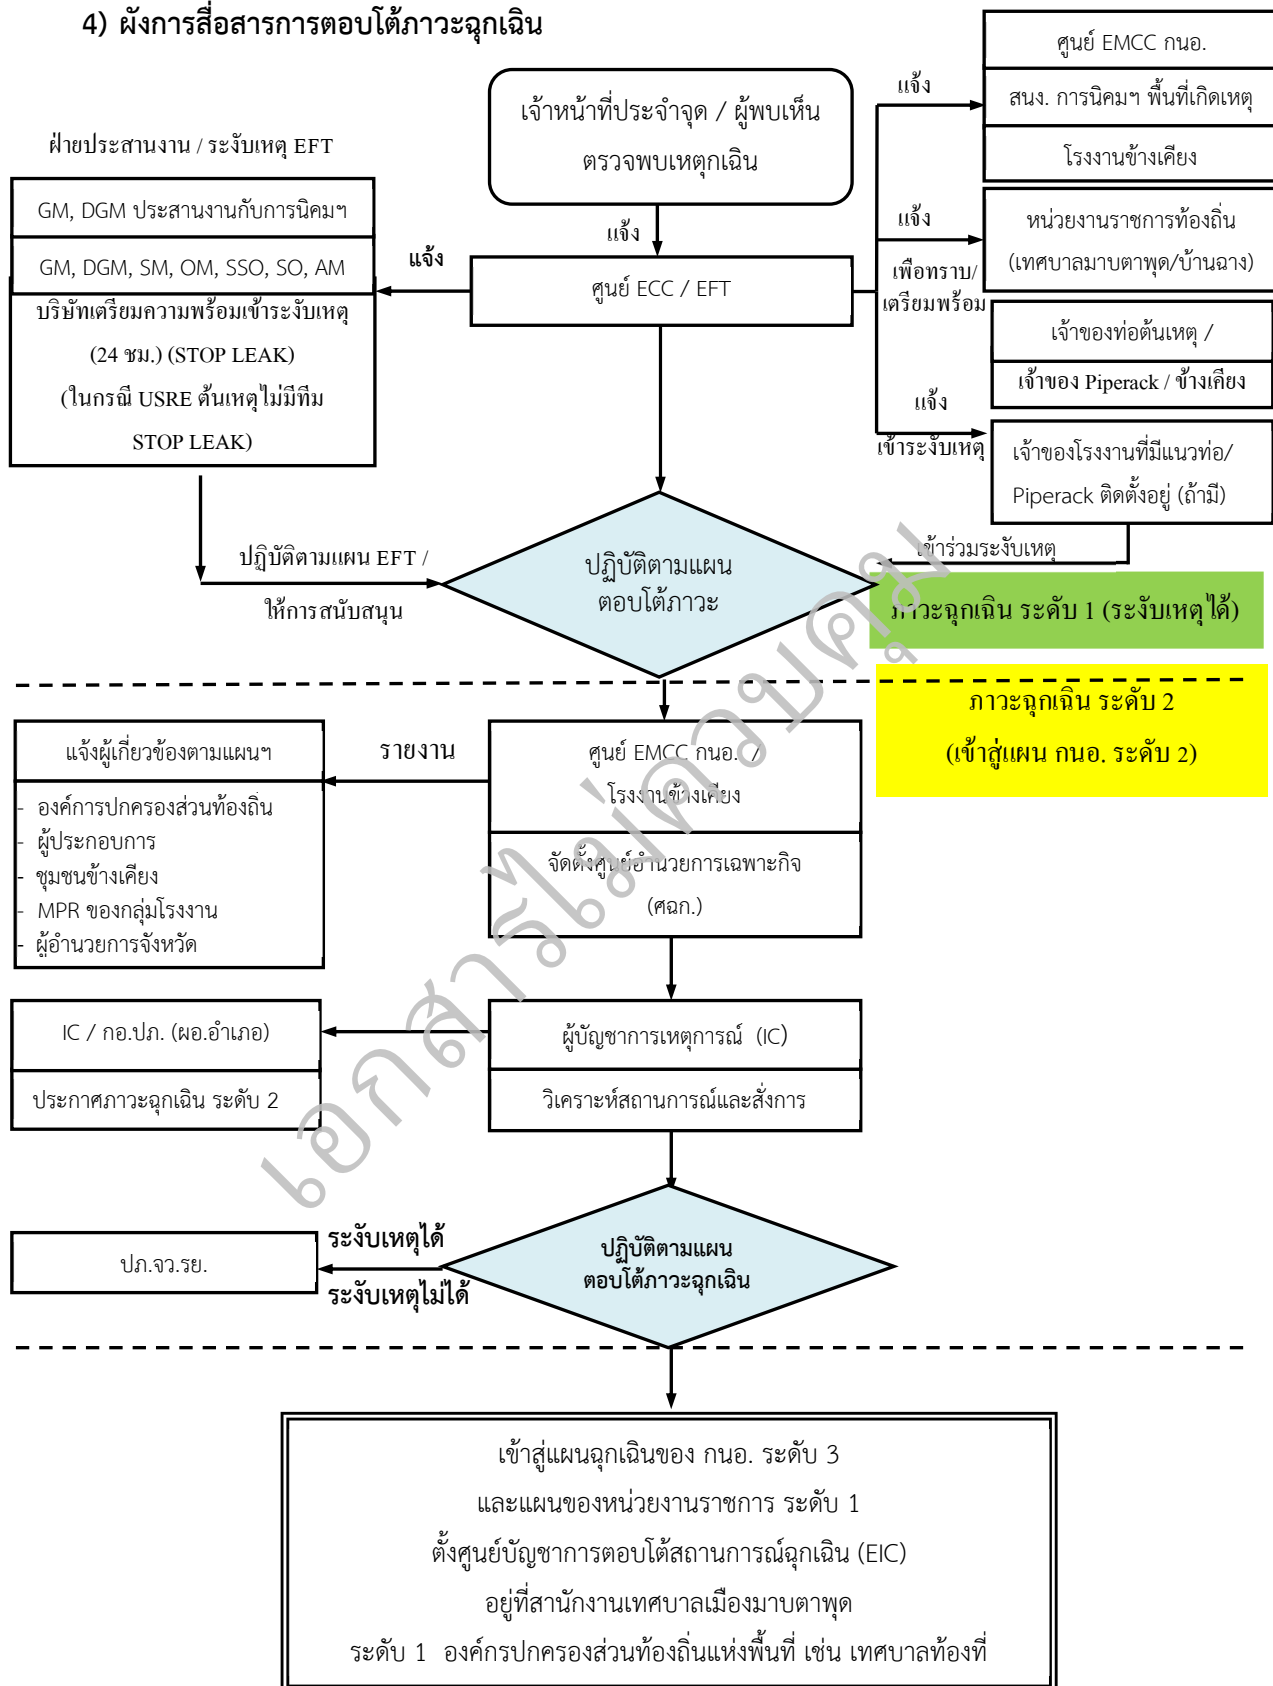 4) ผังการสื่อสารการตอบโต้ภาวะฉุกเฉิน
เจ้าหน้าที่ประจำจุด / ผู้พบเห็น
ตรวจพบเหตุกเฉิน
แจ้ง
ศูนย์ ECC / EFT
แจ้ง
ฝ่ายประสานงาน / ระงับเหตุ EFT
GM, DGM ประสานงานกับการนิคมฯ
GM, DGM, SM, OM, SSO, SO, AM
บริษัทเตรียมความพร้อมเข้าระงับเหตุ
(24 ชม.) (STOP LEAK)
(ในกรณี USRE ต้นเหตุไม่มีทีม
STOP LEAK)
แจ้ง
ศูนย์ EMCC กนอ.
สนง. การนิคมฯ พื้นที่เกิดเหตุ
โรงงานข้างเคียง
แจ้ง
เพื่อทราบ/
เตรียมพร้อม
หน่วยงานราชการท้องถิ่น
(เทศบาลมาบตาพุด/บ้านฉาง)
แจ้ง
เข้าระงับเหตุ
เจ้าของท่อต้นเหตุ /
เจ้าของ Piperack / ข้างเคียง
เจ้าของโรงงานที่มีแนวท่อ/
Piperack ติดตั้งอยู่ (ถ้ามี)
เข้าร่วมระงับเหตุ
ปฏิบัติตามแผน EFT /
ให้การสนับสนุน
ปฏิบัติตามแผน
ตอบโต้ภาวะ
ภาวะฉุกเฉิน ระดับ 1 (ระงับเหตุได้)
ภาวะฉุกเฉิน ระดับ 2
(เข้าสู่แผน กนอ. ระดับ 2)
ศูนย์ EMCC กนอ. /
โรงงานข้างเคียง
จัดตั้งศูนย์อำนวยการเฉพาะกิจ
(ศฉก.)
รายงาน
แจ้งผู้เกี่ยวข้องตามแผนฯ
- องค์การปกครองส่วนท้องถิ่น
- ผู้ประกอบการ
- ชุมชนข้างเคียง
- MPR ของกลุ่มโรงงาน
- ผู้อำนวยการจังหวัด
ผู้บัญชาการเหตุการณ์ (IC)
วิเคราะห์สถานการณ์และสั่งการ
IC / กอ.ปภ. (ผอ.อำเภอ)
ประกาศภาวะฉุกเฉิน ระดับ 2
ปฏิบัติตามแผน
ตอบโต้ภาวะฉุกเฉิน
ระงับเหตุได้
ระงับเหตุไม่ได้
ปภ.จว.รย.
เข้าสู่แผนฉุกเฉินของ กนอ. ระดับ 3
และแผนของหน่วยงานราชการ ระดับ 1
ตั้งศูนย์บัญชาการตอบโต้สถานการณ์ฉุกเฉิน (EIC)
อยู่ที่สานักงานเทศบาลเมืองมาบตาพุด
ระดับ 1 องค์กรปกครองส่วนท้องถิ่นแห่งพื้นที่ เช่น เทศบาลท้องที่
เอกสารไม่ควบคุม